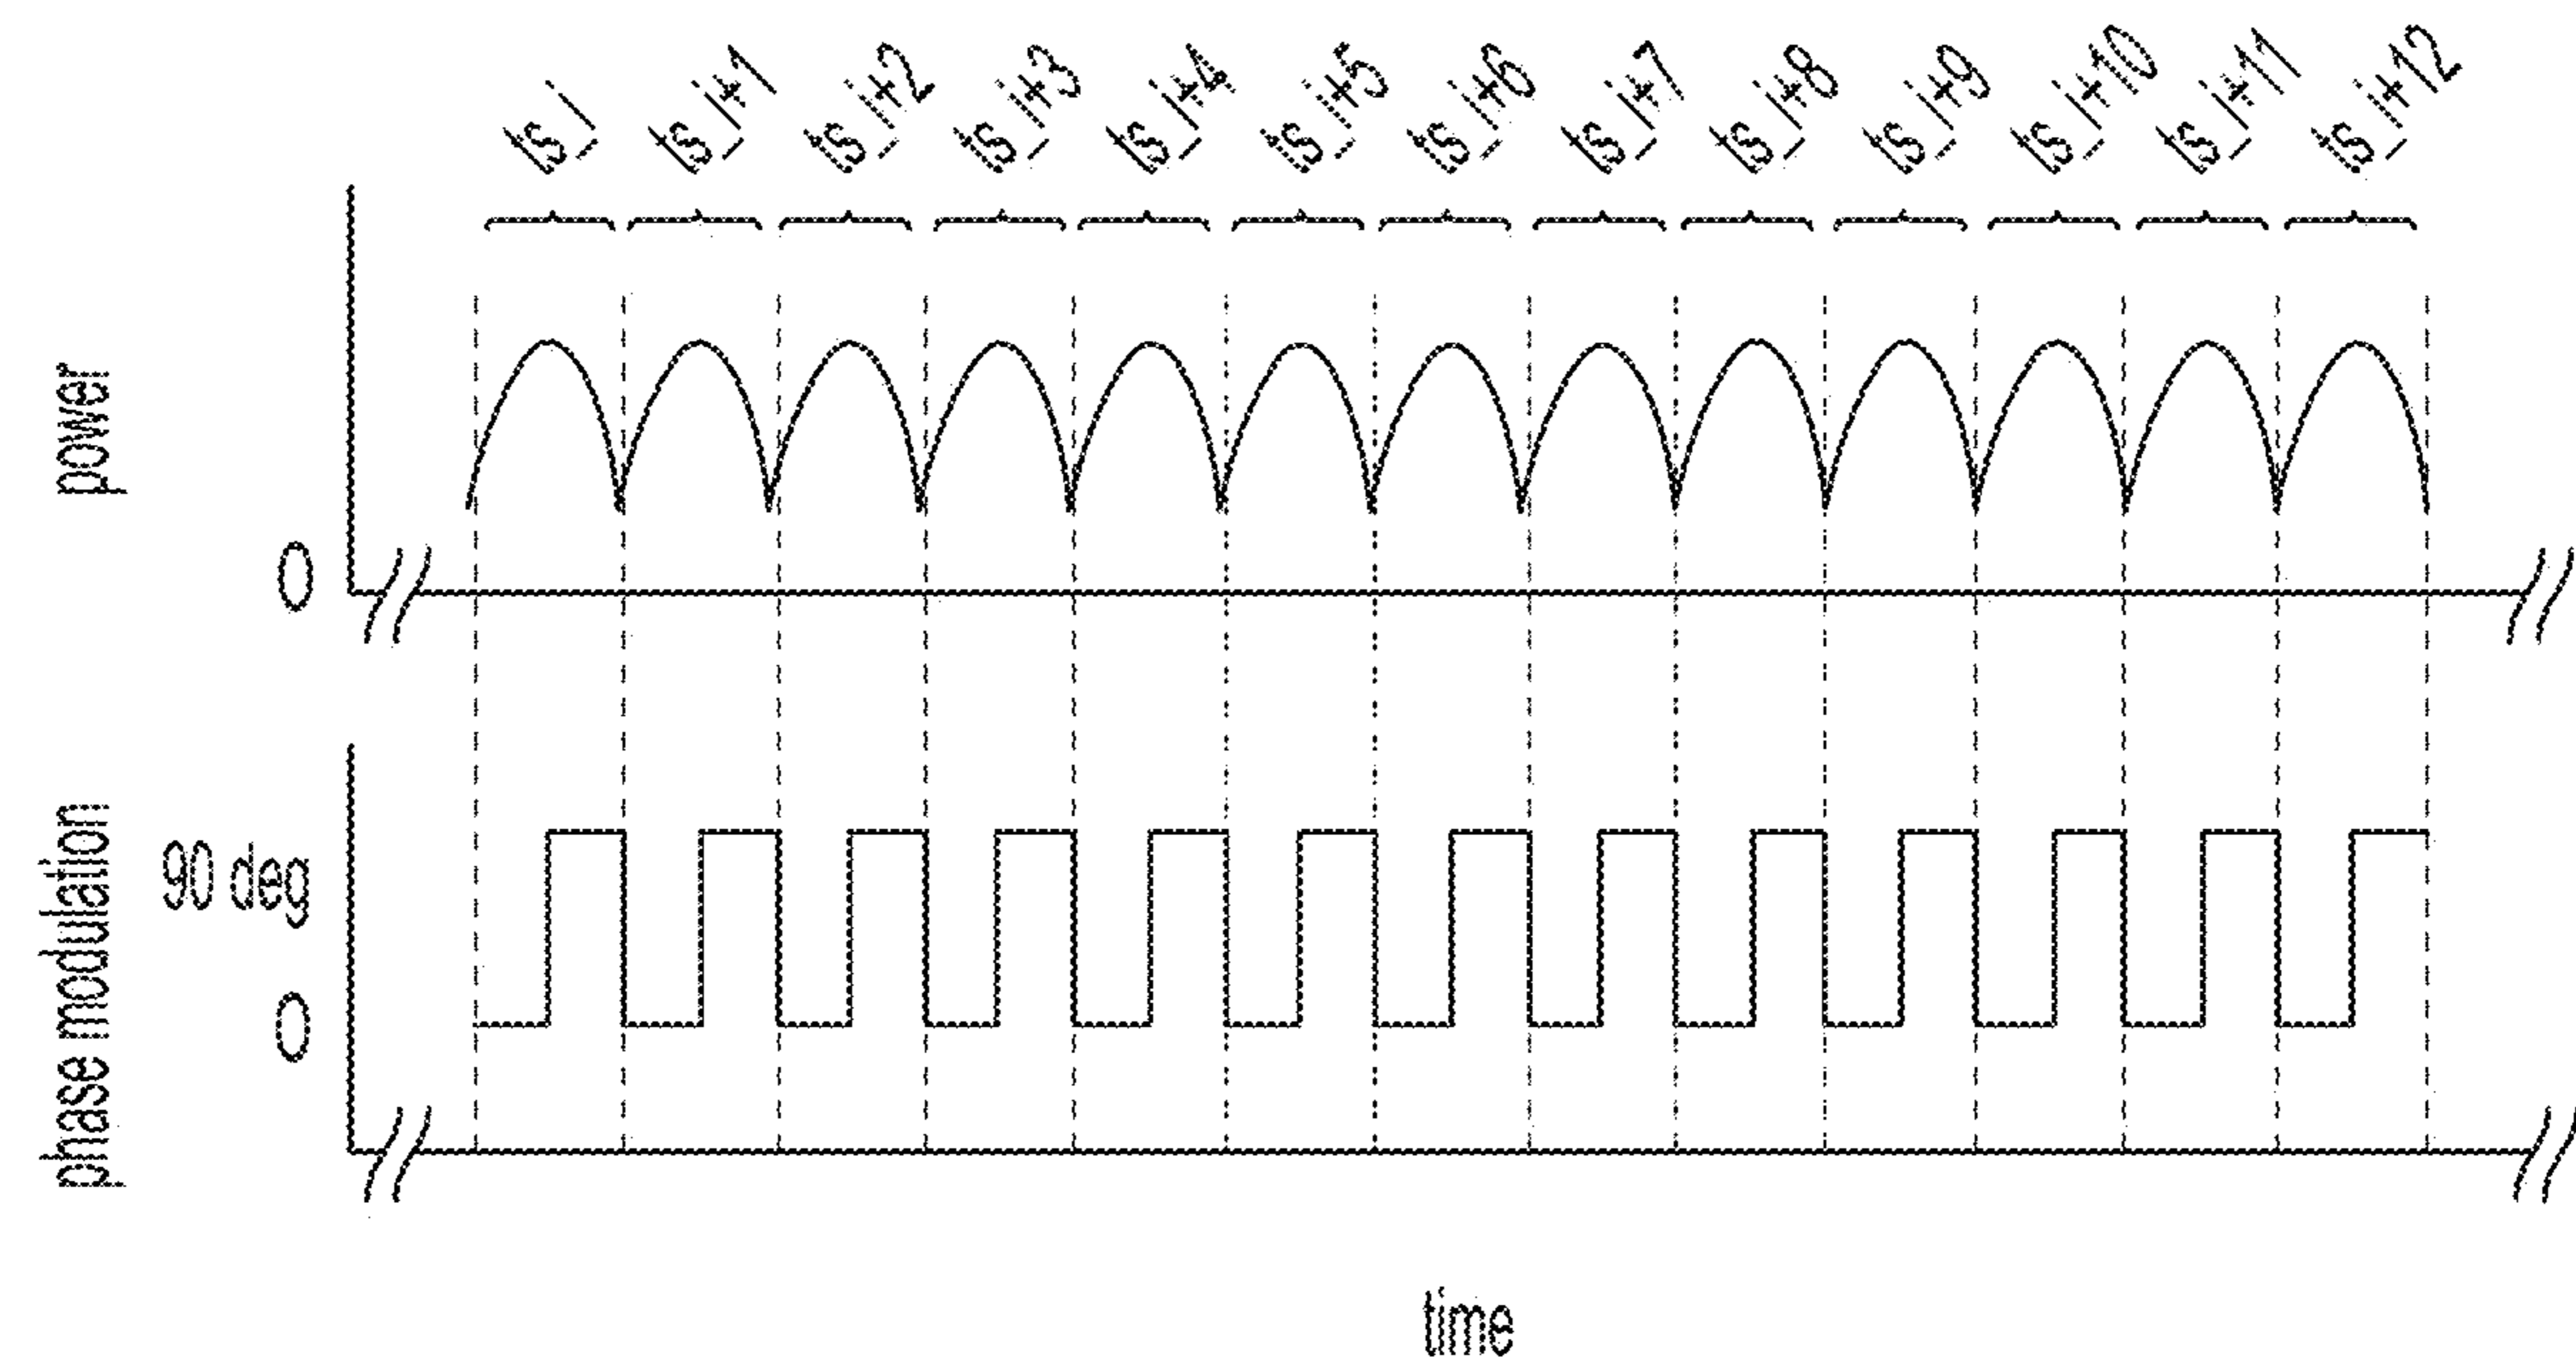 ts_i
ts_i+1
ts_i+2
ts_i+3
ts_i+4
ts_i+5
ts_i+6
ts_i+7
ts_i+8
ts_i+9
ts_i+10
ts_i+11
ts_i+12
power
0
phase modulation
90 deg
0
time